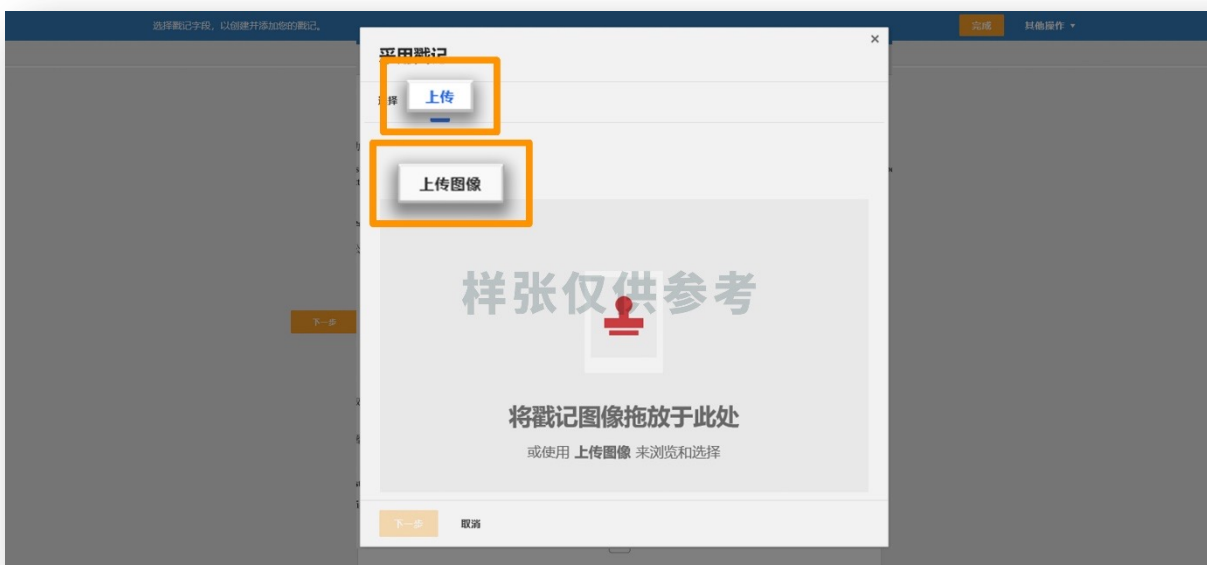 选择戳记字段，以创建并添加您的戳记。
完成
其他操作
采用戳记
×
选择
上传
上传图像
样张仅供参考
下一步
将戳记图像拖放于此处
或使用 上传图像 来浏览和选择
下一步
取消